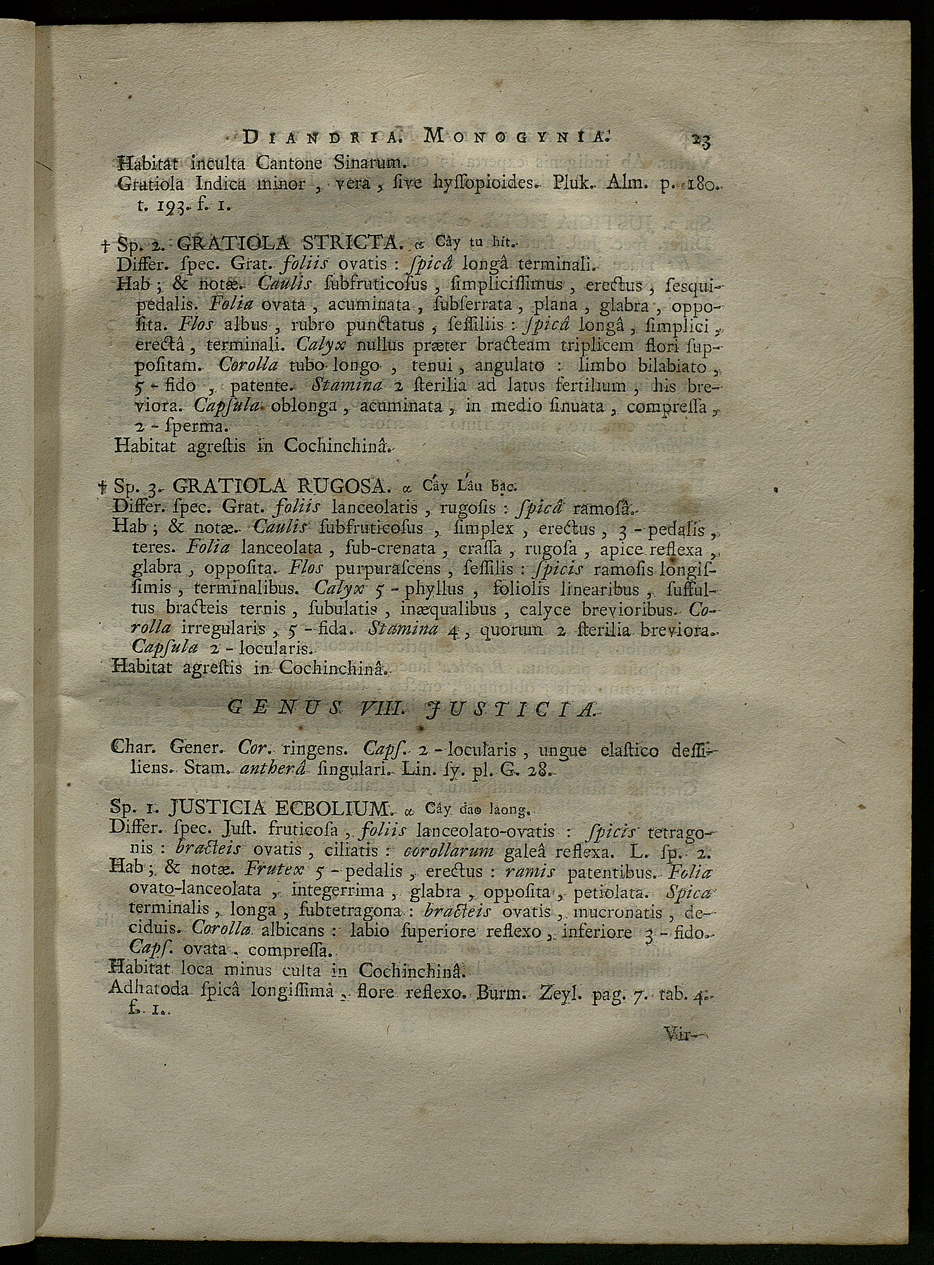 DIANDRIA. MONOGYNIA. 23
Habitat inculta Cantone Sinarum.
Gratiola Indica minor, vera, ſive hyſſopioides. Pluk. Alm. p. 180.
t. 193. f. 1.
† Sp. 2. GRATIOLA STRICTA. α Cây tu hít.
Differ. ſpec. Grat. foliis ovatis : ſpicâ longâ terminali.
Hab; & notæ. Caulis ſubfruticoſus, ſimpliciſſimus, erectus, ſesqui-
pedalis. Folia ovata, acuminata, ſubſerrata, plana, glabra, oppo-
ſita. Flos albus, rubro punctatus, ſeſſiliis : ſpicâ longâ, ſimplici,
erectâ, terminali. Calyx nullus præter bracteam triplicem flori ſup-
poſitam. Corolla tubo longo, tenui, angulato : limbo bilabiato,
5-fido, patente. Stamina 2 ſterilia ad latus fertilium, his bre-
viora. Capſula oblonga, acuminata, in medio ſinuata, compreſſa,
2-ſperma.
Habitat agreſtis in Cochinchinâ.
† Sp. 3. GRATIOLA RUGOSA. α Cây Láu bạc.
Differ. ſpec. Grat. foliis lanceolatis, rugoſis : ſpicâ ramoſâ.
Hab; & notæ. Caulis ſubfruticoſus, ſimplex, erectus, 3-pedalis,
teres. Folia lanceolata, ſub-crenata, craſſa, rugoſa, apice reflexa,
glabra, oppoſita. Flos purpuraſcens, ſeſſilis : ſpicis ramoſis longiſ-
ſimis, terminalibus. Calyx 5-phyllus, foliolis linearibus, ſufful-
tus bracteis ternis, ſubulatis, inæqualibus, calyce brevioribus. Co-
rolla irregularis, 5-fida. Stamina 4, quorum 2 ſterilia breviora.
Capſula 2-locularis.
Habitat agreſtis in Cochinchinâ.
GENUS VIII. JUSTICIA.
Char. Gener. Cor. ringens. Capſ. 2-locularis, ungue elaſtico deſſi-
liens. Stam. antherâ ſingulari. Lin. ſy. pl. G. 28.
Sp. 1. JUSTICIA ECBOLIUM. α Cây dao laong.
Differ. ſpec. Juſt. fruticoſa, foliis lanceolato-ovatis : ſpicis tetrago-
nis : bracteis ovatis, ciliatis : corollarum galeâ reflexa. L. ſp. 2.
Hab; & notæ. Frutex 5-pedalis, erectus : ramis patentibus. Folia
ovato-lanceolata, integerrima, glabra, oppoſita, petiolata. Spica
terminalis, longa, ſubtetragona : bracteis ovatis, mucronatis, de-
ciduis. Corolla albicans : labio ſuperiore reflexo, inferiore 3-fido.
Capſ. ovata, compreſſa.
Habitat loca minus culta in Cochinchinâ.
Adhatoda ſpicâ longiſſimâ, flore reflexo. Burm. Zeyl. pag. 7. tab. 4.
f. 1.
Vir-